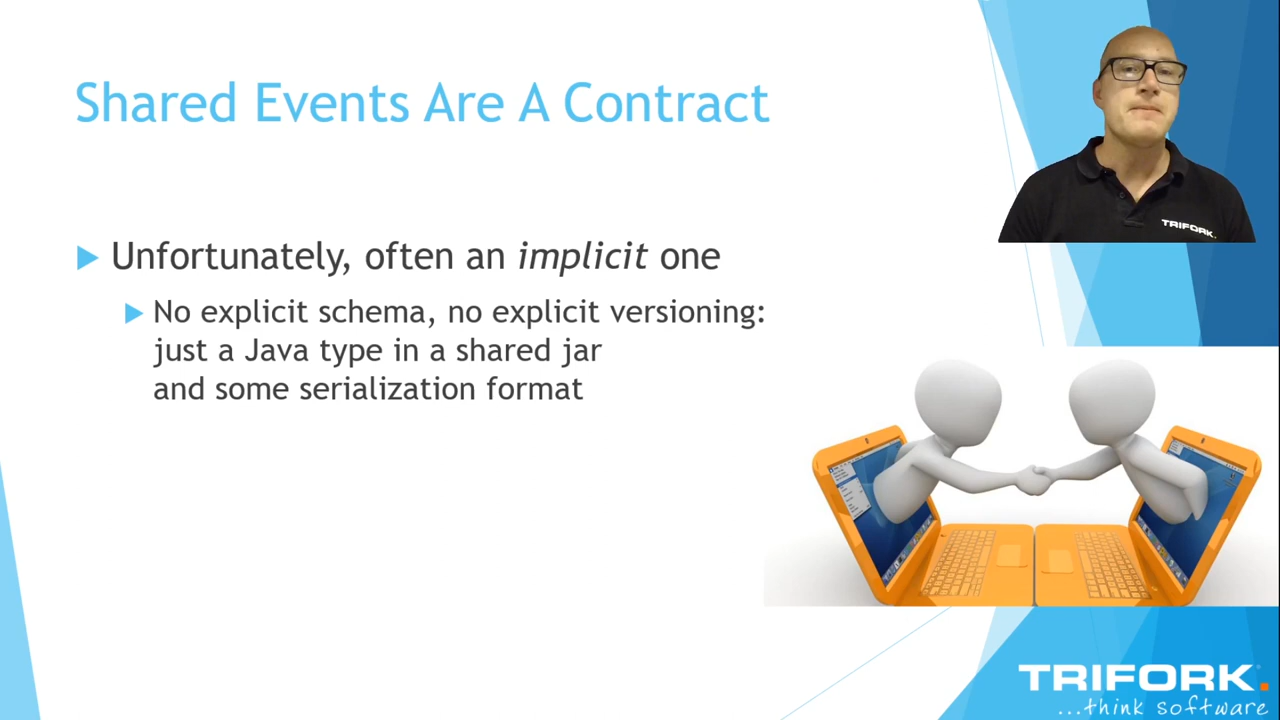 Shared Events Are A Contract
Unfortunately, often an implicit one
No explicit schema, no explicit versioning:
just a Java type in a shared jar
and some serialization format
TRIFORK.
TRIFORK.
...think software